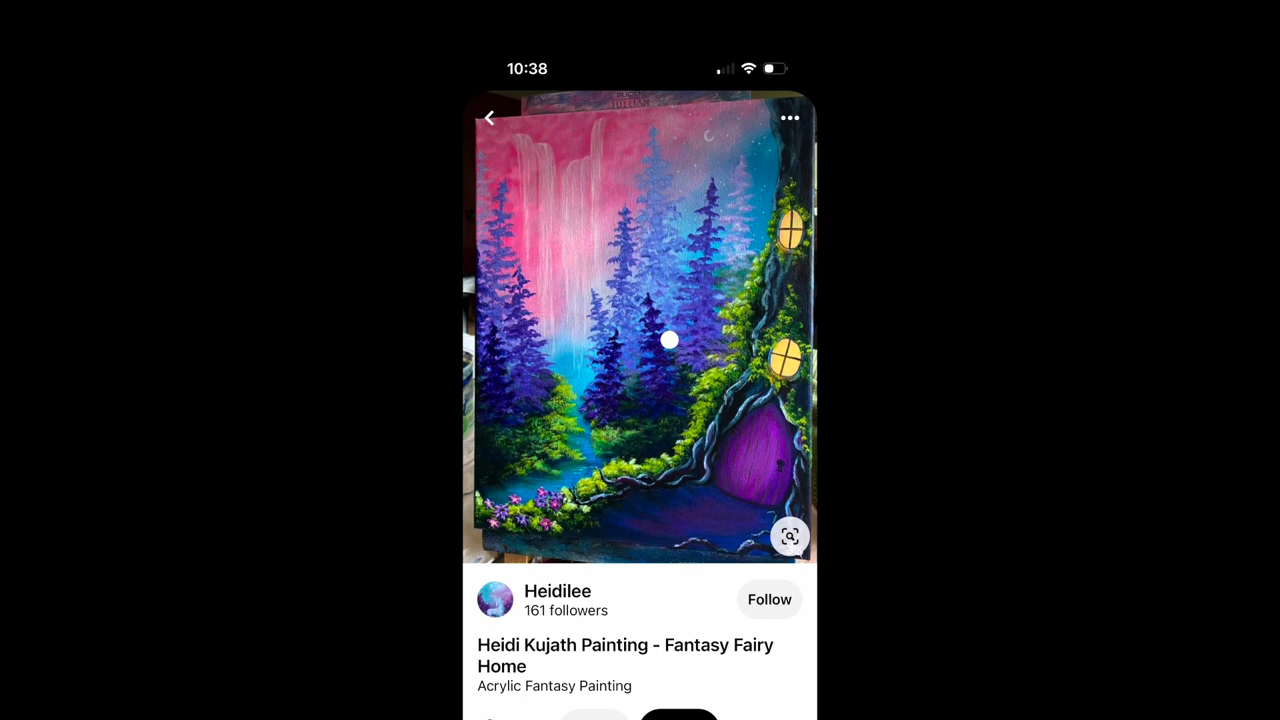 10:38
Heidilee
161 followers
Follow
Heidi Kujath Painting - Fantasy Fairy
Home
Acrylic Fantasy Painting